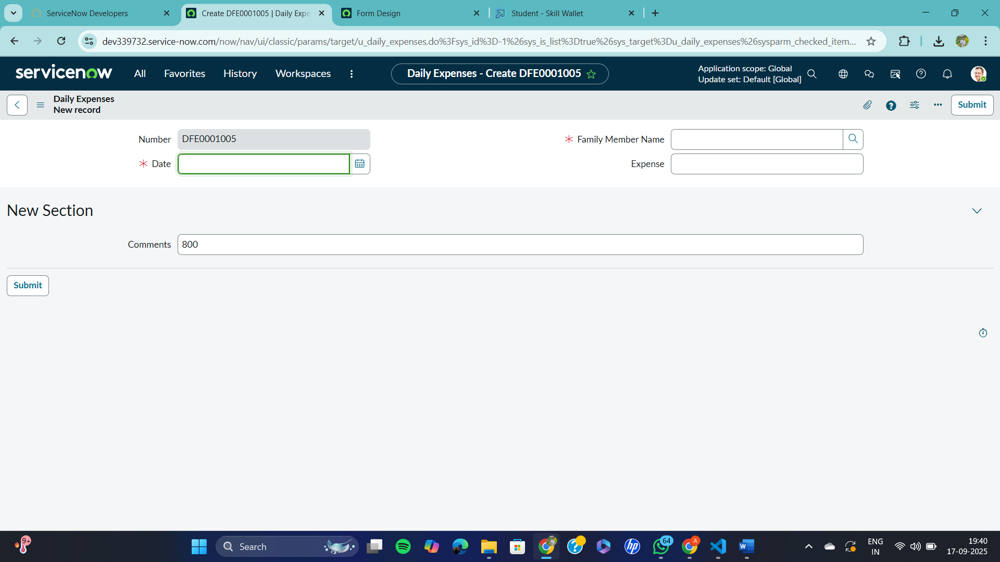 ServiceNow Developers
Create DFE0001005 | Daily Expe
Form Design
Student - Skill Wallet
dev339732.service-now.com/now/nav/ui/classic/params/target/u_daily_expenses.do%3Fsys_id%3D-1%26sys_is_list%3Dtrue%26sys_target%3Du_daily_expenses%26sysparm_checked_item...
servicenow
All
Favorites
History
Workspaces
Daily Expenses - Create DFE0001005
Application scope: Global
Update set: Default [Global]
Daily Expenses
New record
Submit
Number
DFE0001005
* Family Member Name
* Date
Expense
New Section
Comments
800
Submit
9+
Search
64
A
ENG
IN
19:40
17-09-2025